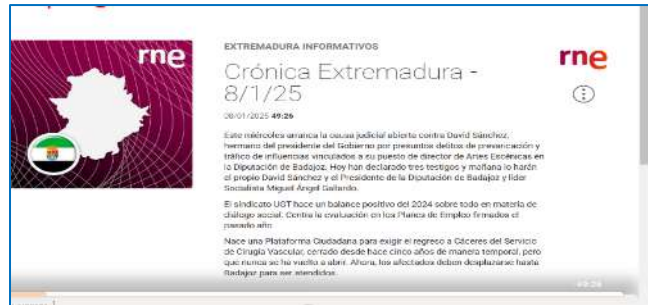 rne
EXTREMADURA INFORMATIVOS
rne
Crónica Extremadura -
8/1/25
08/01/2025 49:26
Este miércoles arranca la causa judicial abierta contra David Sánchez,
hermano del presidente del Gobierno por presuntos delitos de prevaricación y
tráfico de influencias vinculados a su puesto de director de Artes Escénicas en
la Diputación de Badajoz. Hoy han declarado tres testigos y mañana lo harán
el propio David Sánchez y el Presidente de la Diputación de Badajoz y líder
Socialista Miguel Ángel Gallardo.
El sindicato UGT hace un balance positivo del 2024 sobre todo en materia de
diálogo social. Centra la evaluación en los Planes de Empleo firmados el
pasado año
Nace una Plataforma Ciudadana para exigir el regreso a Cáceres del Servicio
de Cirugía Vascular, cerrado desde hace cinco años de manera temporal, pero
que nunca se ha vuelto a abrir. Ahora, los afectados deben desplazarse hasta
Badajoz para ser atendidos.
49:26